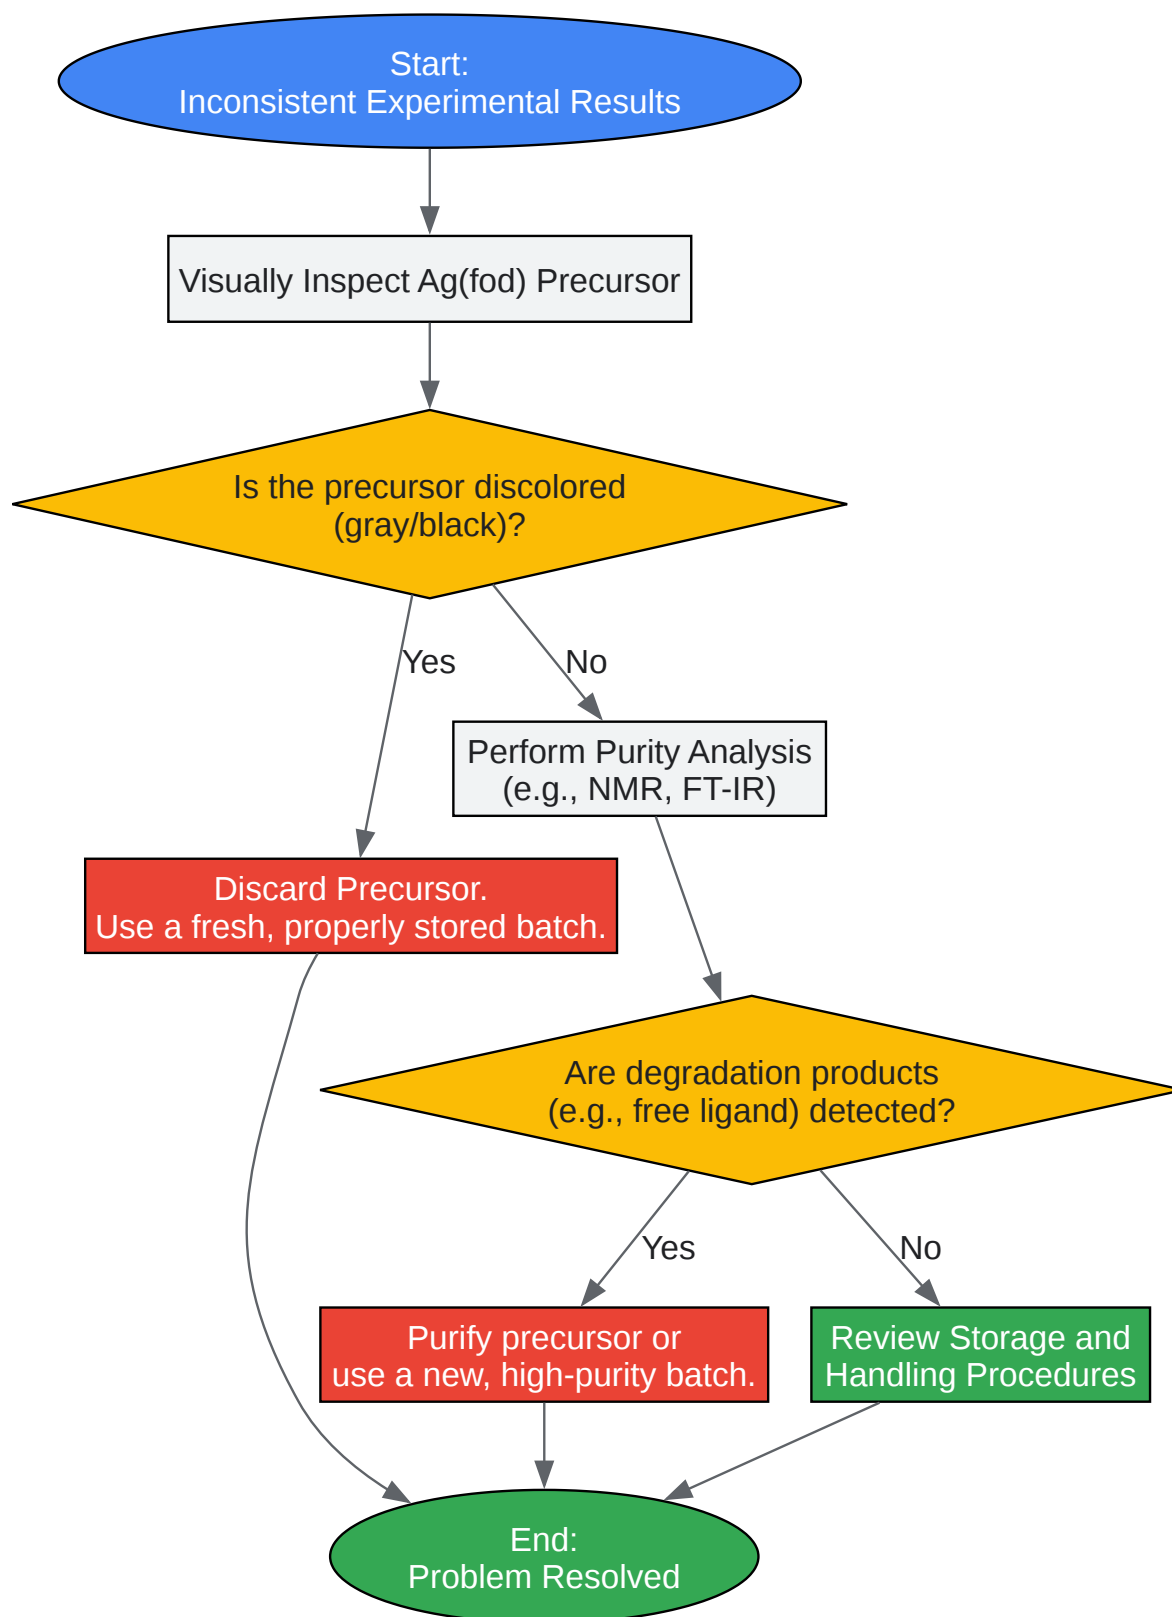 Start:
Inconsistent Experimental Results
Visually Inspect Ag(fod) Precursor
Is the precursor discolored
(gray/black)?
Yes
No
Perform Purity Analysis
(e.g., NMR, FT-IR)
Discard Precursor.
Use a fresh, properly stored batch.
Are degradation products
(e.g., free ligand) detected?
Yes
No
Purify precursor or
use a new, high-purity batch.
Review Storage and
Handling Procedures
End:
Problem Resolved